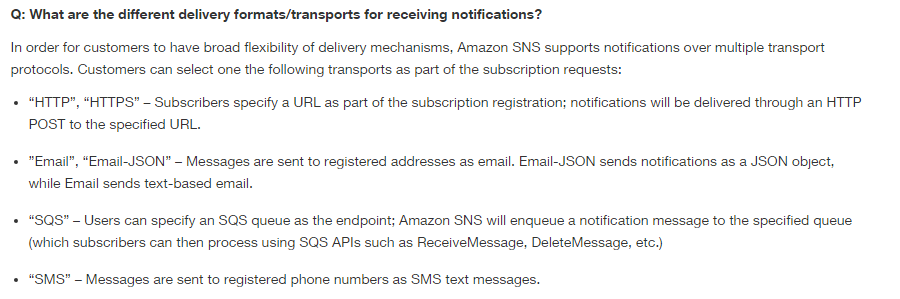 Q: What are the different delivery formats/transports for receiving notifications?
In order for customers to have broad flexibility of delivery mechanisms, Amazon SNS supports notifications over multiple transport
protocols. Customers can select one the following transports as part of the subscription requests:
• “HTTP”, “HTTPS” – Subscribers specify a URL as part of the subscription registration; notifications will be delivered through an HTTP
POST to the specified URL.
• ”Email”, “Email-JSON” – Messages are sent to registered addresses as email. Email-JSON sends notifications as a JSON object,
while Email sends text-based email.
• “SQS” – Users can specify an SQS queue as the endpoint; Amazon SNS will enqueue a notification message to the specified queue
(which subscribers can then process using SQS APIs such as ReceiveMessage, DeleteMessage, etc.)
• “SMS” – Messages are sent to registered phone numbers as SMS text messages.